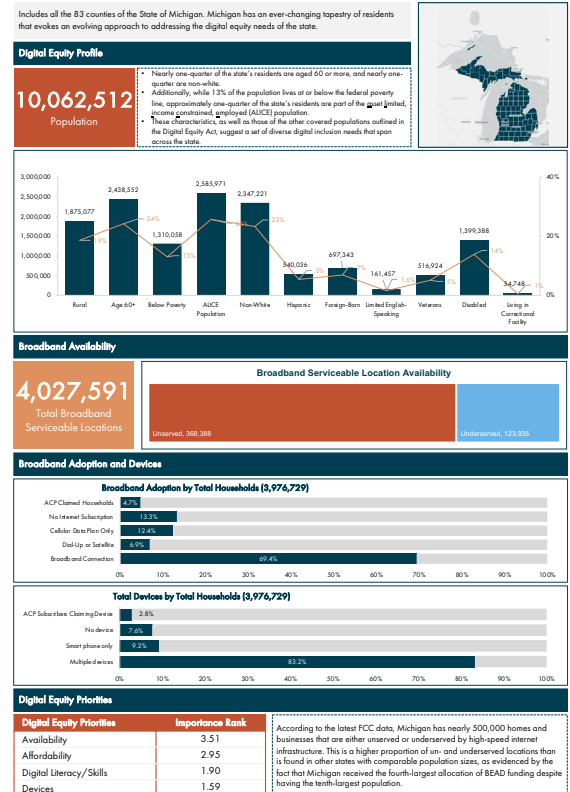 Includes all the 83 counties of the State of Michigan. Michigan has an ever-changing tapestry of residents
that evokes an evolving approach to addressing the digital equity needs of the state.
Digital Equity Profile
10,062,512
Population
• Nearly one-quarter of the state's residents are aged 60 or more, and nearly one-
quarter are non-white.
• Additionally, while 13% of the population lives at or below the federal poverty
line, approximately one-quarter of the state's residents are part of the asset limited,
income constrained, employed (ALICE) population.
• These characteristics, as well as those of the other covered populations outlined in
the Digital Equity Act, suggest a set of diverse digital inclusion needs that span
across the state.
3,000,000
2,500,000
2,000,000
1,500,000
1,000,000
500,000
0
40%
20%
0%
1,875,077
2,438,552
1,310,058
2,585,971
2,347,221
540,036
697,343
161,457
516,924
1,399,388
54,748
19%
24%
13%
23%
5%
7%
1.6%
5%
14%
1%
Rural
Age 60+
Below Poverty
ALICE
Population
Non-White
Hispanic
Foreign-Born
Limited English-
Speaking
Veterans
Disabled
Living in
Correctional
Facility
Broadband Availability
4,027,591
Total Broadband
Serviceable Locations
Broadband Serviceable Location Availability
Unserved, 368,388
Underserved, 123,935
Broadband Adoption and Devices
Broadband Adoption by Total Households (3,976,729)
ACP Claimed Households 4.7%
No Internet Subscription 13.3%
Cellular Data Plan Only 12.4%
Dial-Up or Satellite 6.9%
Broadband Connection 69.4%
0% 10% 20% 30% 40% 50% 60% 70% 80% 90% 100%
Total Devices by Total Households (3,976,729)
ACP Subscribers Claiming Device 2.8%
No device 7.6%
Smart phone only 9.2%
Multiple devices 83.2%
0% 10% 20% 30% 40% 50% 60% 70% 80% 90% 100%
Digital Equity Priorities
Digital Equity Priorities Importance Rank
Availability 3.51
Affordability 2.95
Digital Literacy/Skills 1.90
Devices 1.59
According to the latest FCC data, Michigan has nearly 500,000 homes and
businesses that are either unserved or underserved by high-speed internet
infrastructure. This is a higher proportion of un- and underserved locations than
is found in other states with comparable population sizes, as evidenced by the
fact that Michigan received the fourth-largest allocation of BEAD funding despite
having the tenth-largest population.